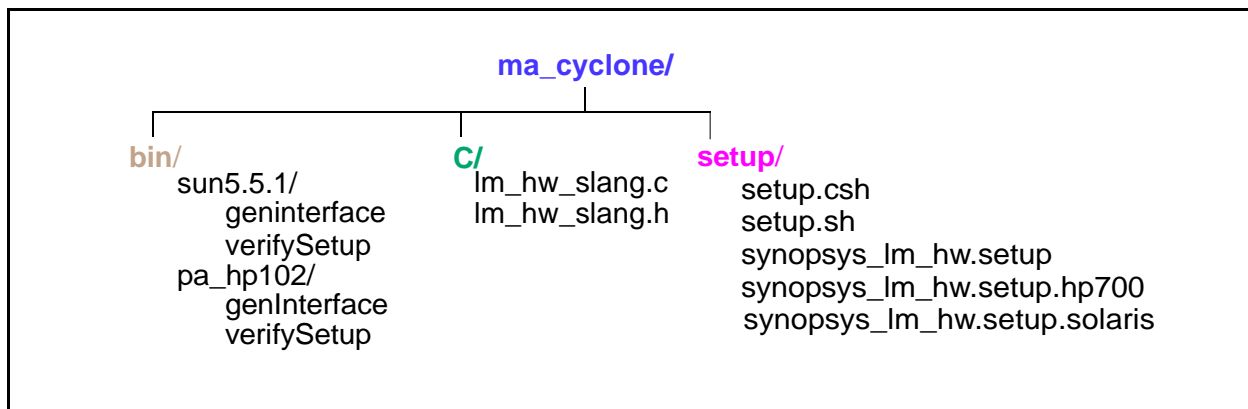 ma_cyclone/
bin/
sun5.5.1/
geninterface
verifySetup
pa_hp102/
genInterface
verifySetup
C/
lm_hw_slang.c
lm_hw_slang.h
setup/
setup.csh
setup.sh
synopsys_lm_hw.setup
synopsys_lm_hw.setup.hp700
synopsys_lm_hw.setup.solaris